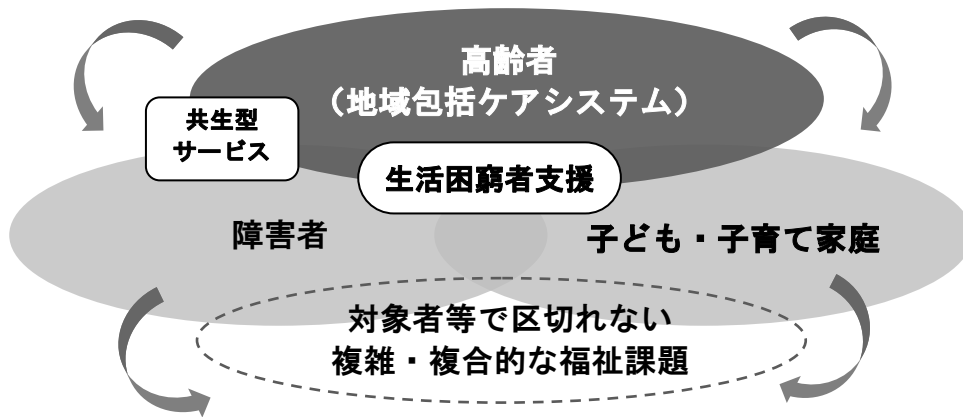 高齢者
（地域包括ケアシステム）
共生型
サービス
生活困窮者支援
障害者
子ども・子育て家庭
対象者等で区切れない
複雑・複合的な福祉課題